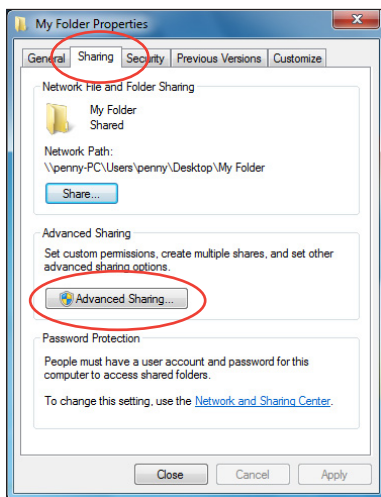 My Folder Properties
General Sharing Security Previous Versions Customize
Network File and Folder Sharing
My Folder
Shared
Network Path:
\\penny-PC\Users\penny\Desktop\My Folder
Share...
Advanced Sharing
Set custom permissions, create multiple shares, and set other
advanced sharing options.
Advanced Sharing...
Password Protection
People must have a user account and password for this
computer to access shared folders.
To change this setting, use the Network and Sharing Center.
Close Cancel Apply